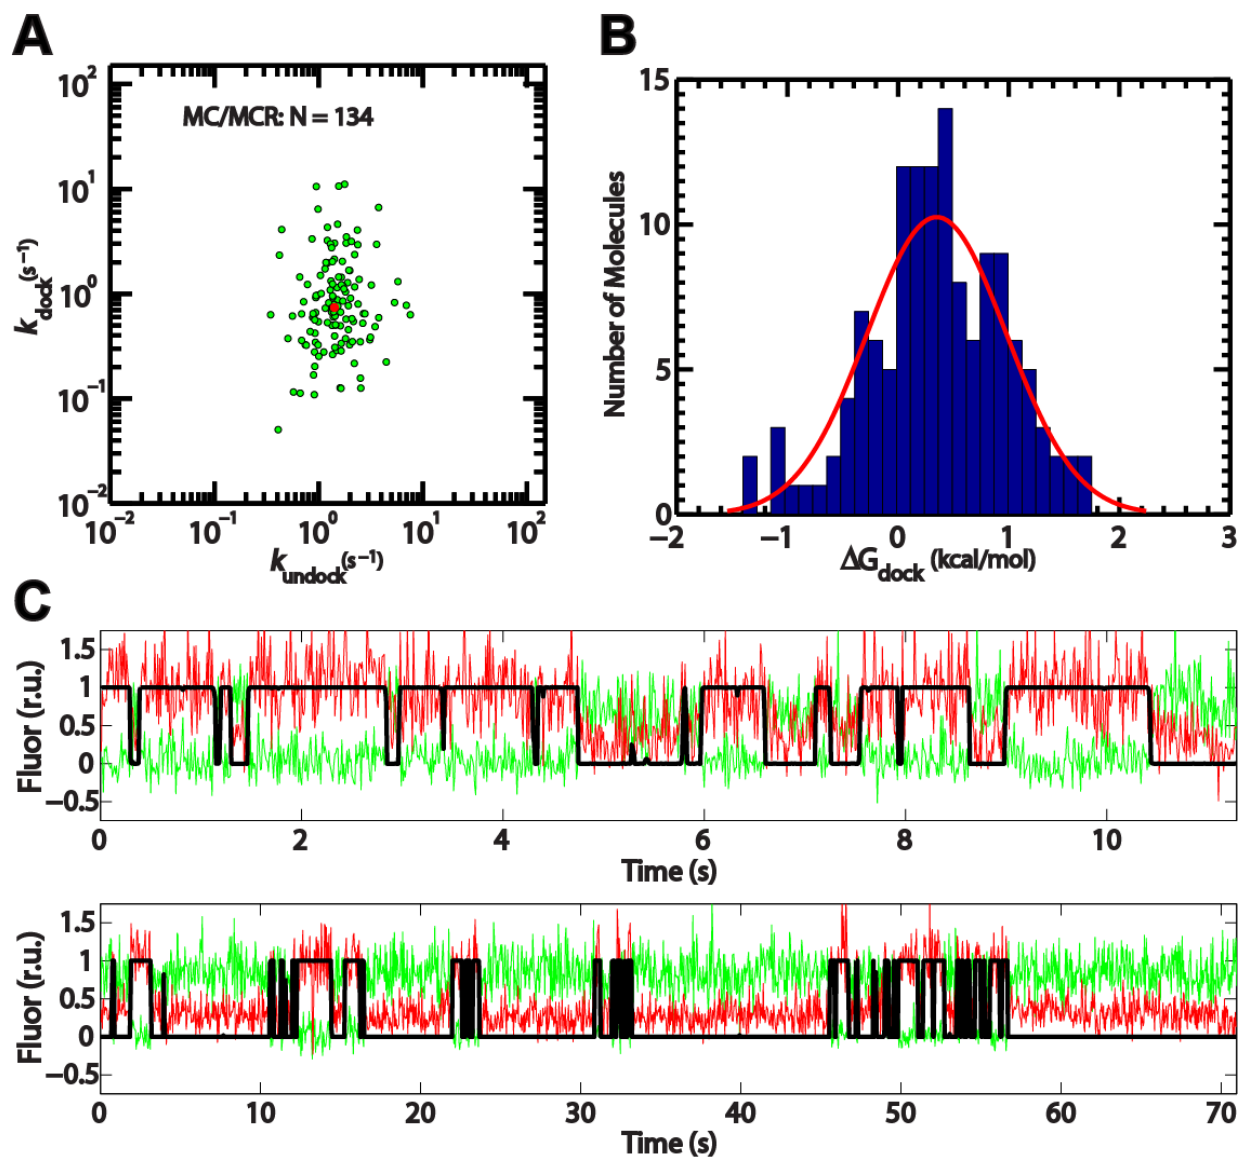 A
10² 10¹ 10⁰ 10⁻¹ 10⁻²
k_dock (s⁻¹)
MC/MCR: N = 134
10⁻² 10⁻¹ 10⁰ 10¹ 10²
k_undock (s⁻¹)
B
15 10 5 0
Number of Molecules
−2 −1 0 1 2 3
ΔG_dock (kcal/mol)
C
1.5 1 0.5 0 −0.5
Fluor (r.u.)
0 2 4 6 8 10
Time (s)
1.5 1 0.5 0 −0.5
Fluor (r.u.)
0 10 20 30 40 50 60 70
Time (s)